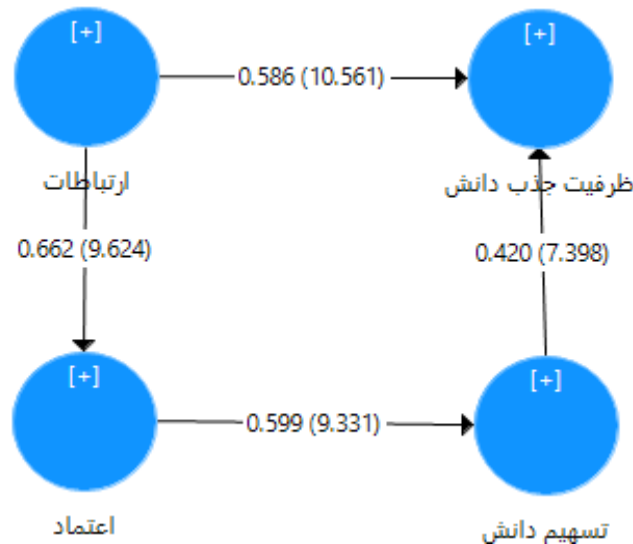 [+]
[+]
0.586 (10.561)
ارتباطات
ظرفیت جذب دانش
0.662 (9.624)
0.420 (7.398)
[+]
[+]
0.599 (9.331)
اعتماد
تسهیم دانش